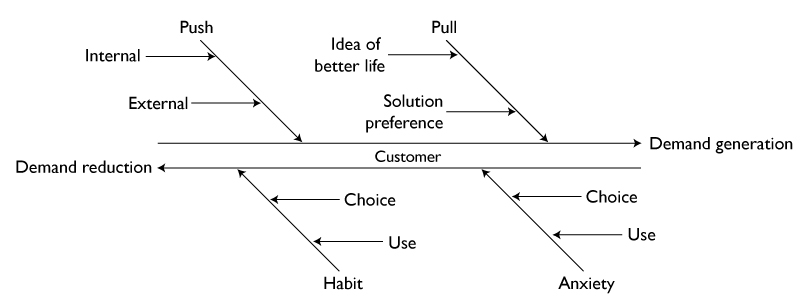 Push
Pull
Internal
Idea of
better life
External
Solution
preference
Demand generation
Customer
Demand reduction
Choice
Choice
Use
Use
Habit
Anxiety